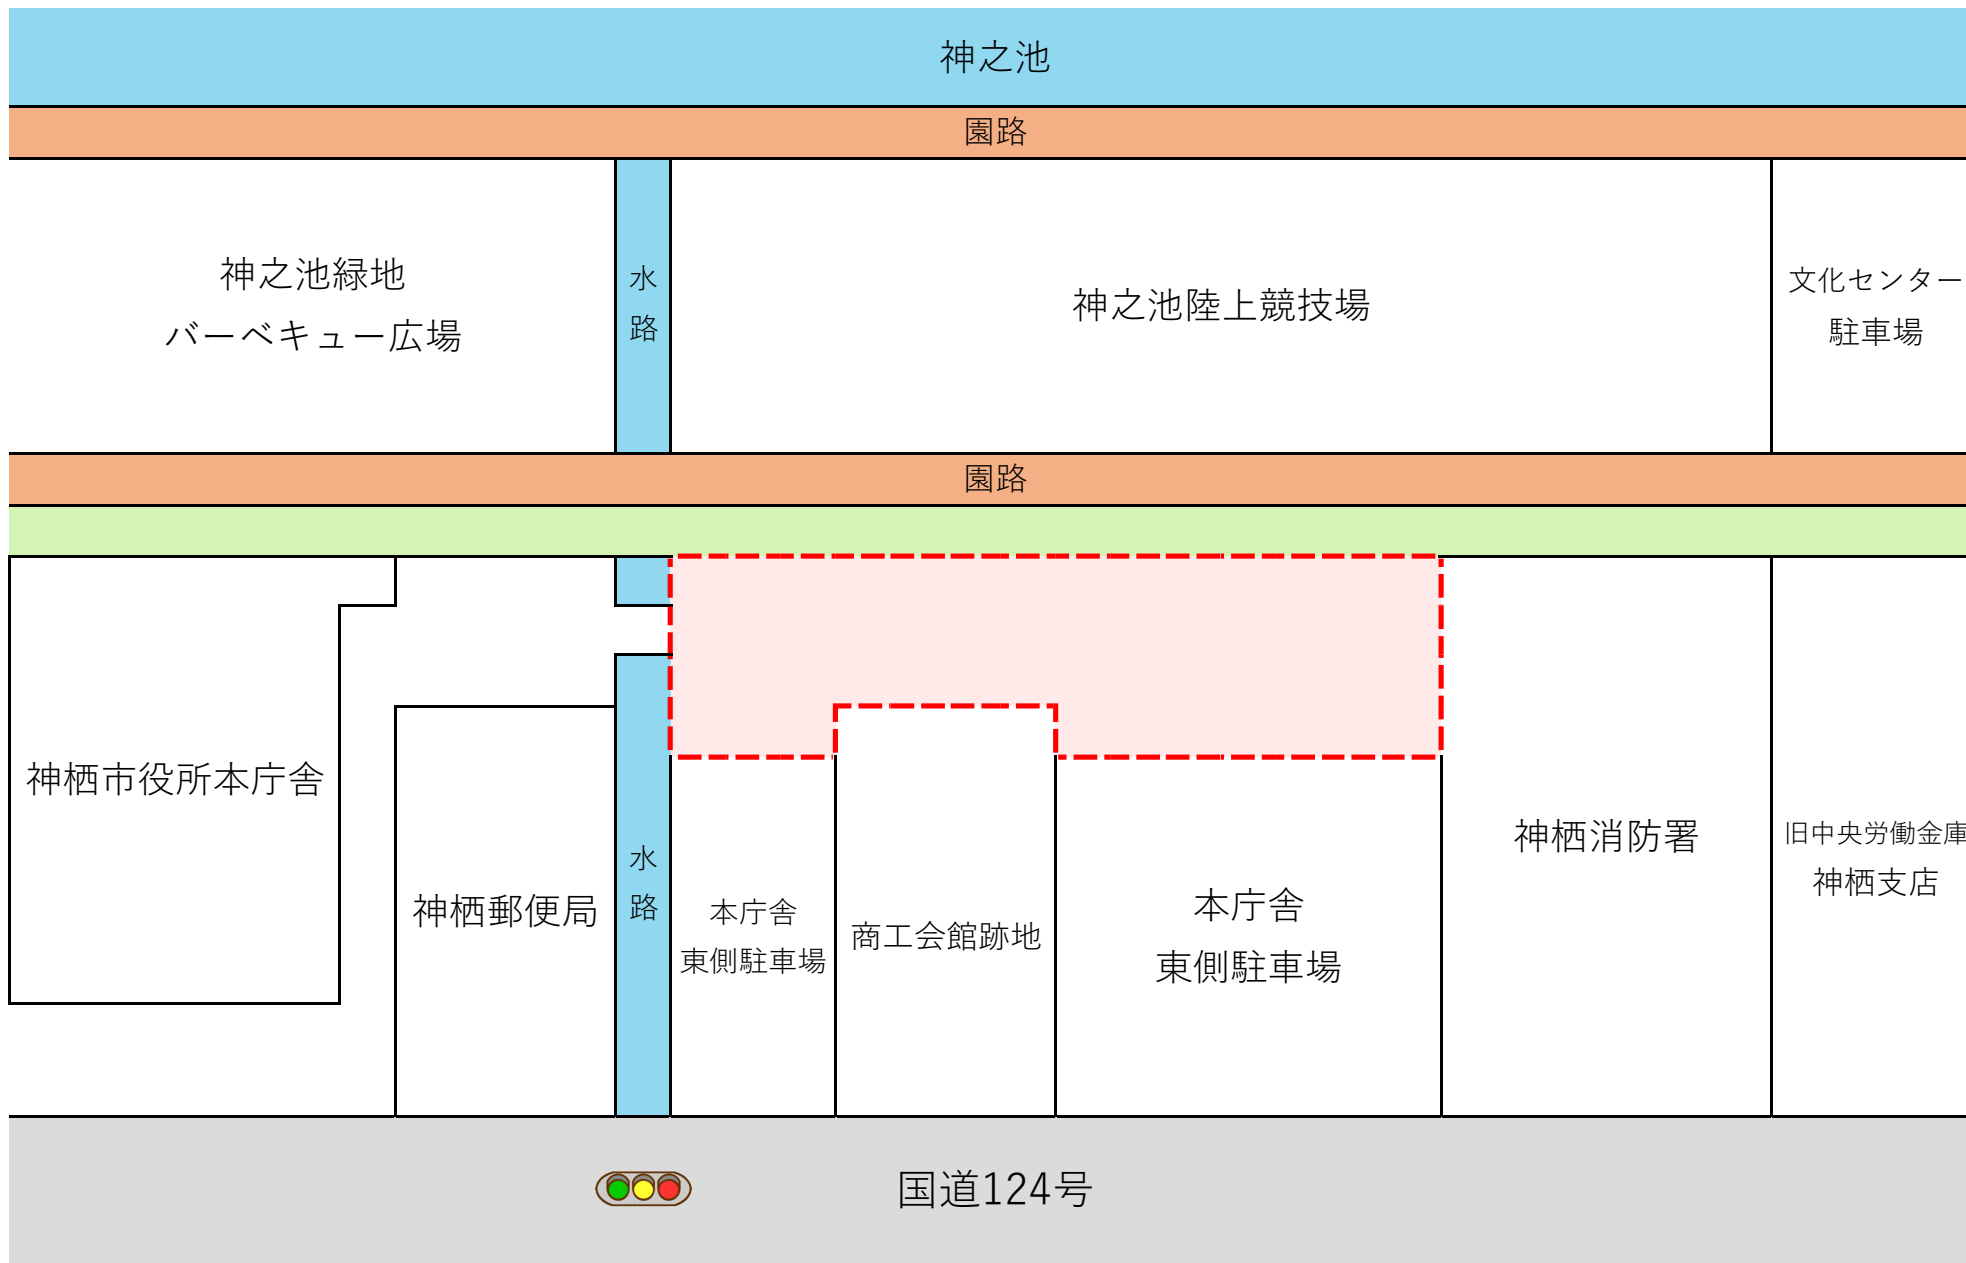 神之池
園路
神之池緑地
バーベキュー広場
水
路
神之池陸上競技場
文化センター
駐車場
園路
神栖市役所本庁舎
神栖郵便局
水
路
本庁舎
東側駐車場
商工会館跡地
本庁舎
東側駐車場
神栖消防署
旧中央労働金庫
神栖支店
国道124号